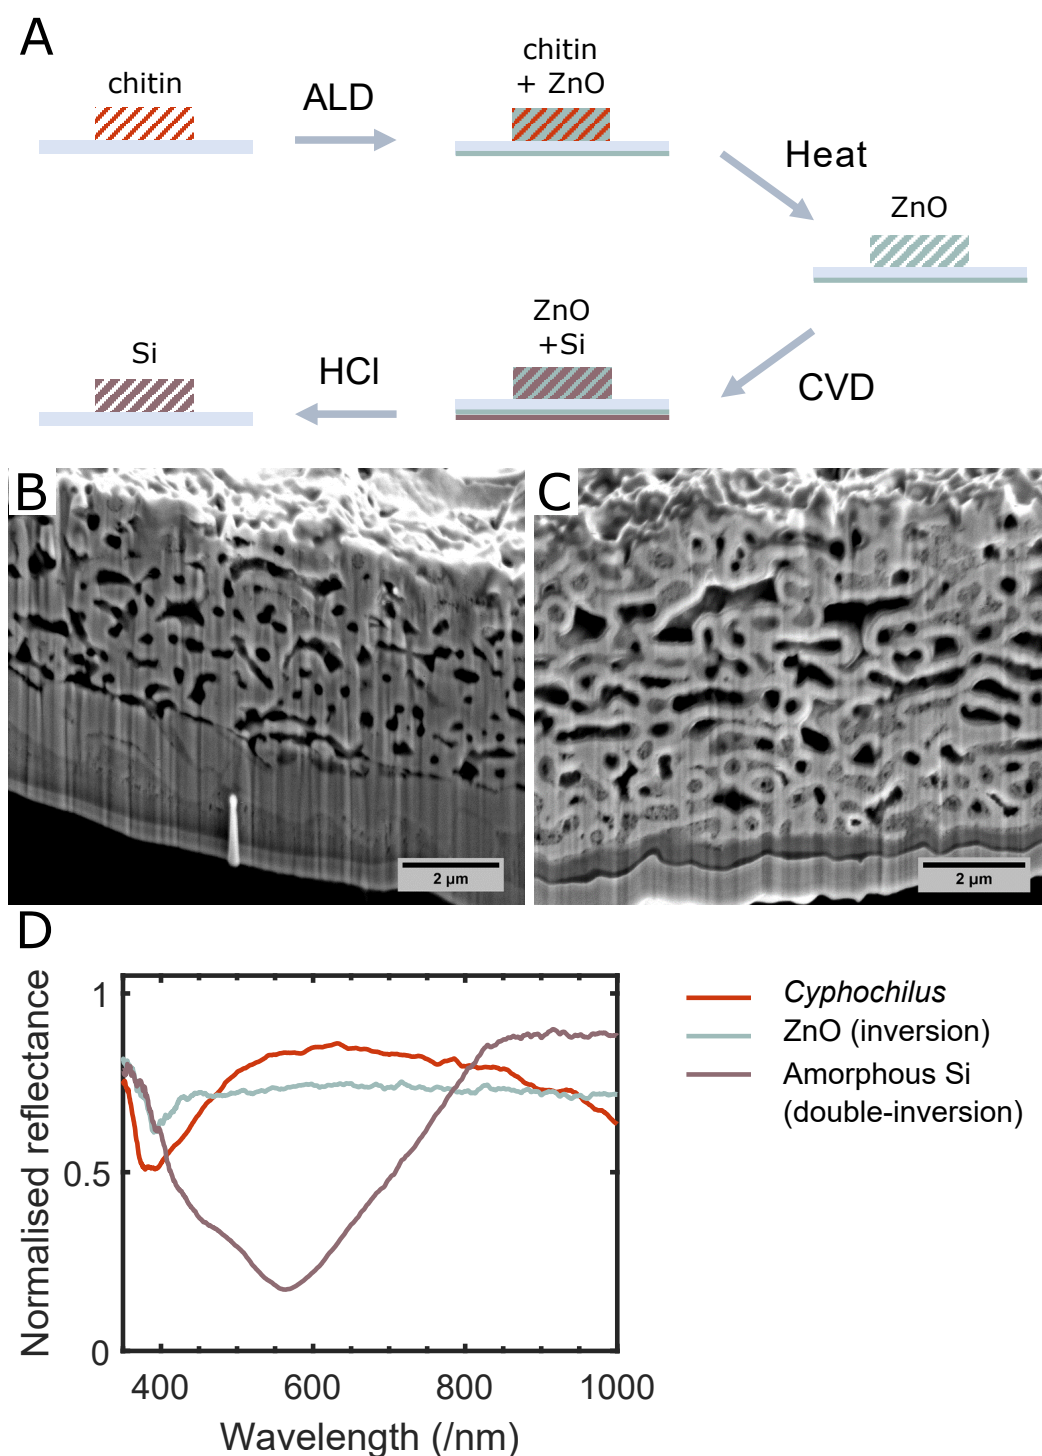 A
chitin
ALD
chitin
+ ZnO
Heat
ZnO
CVD
ZnO
+Si
HCl
Si
B
2 µm
C
2 µm
D
Normalised reflectance
1
0.5
0
400
600
800
1000
Wavelength (/nm)
Cyphochilus
ZnO (inversion)
Amorphous Si
(double-inversion)